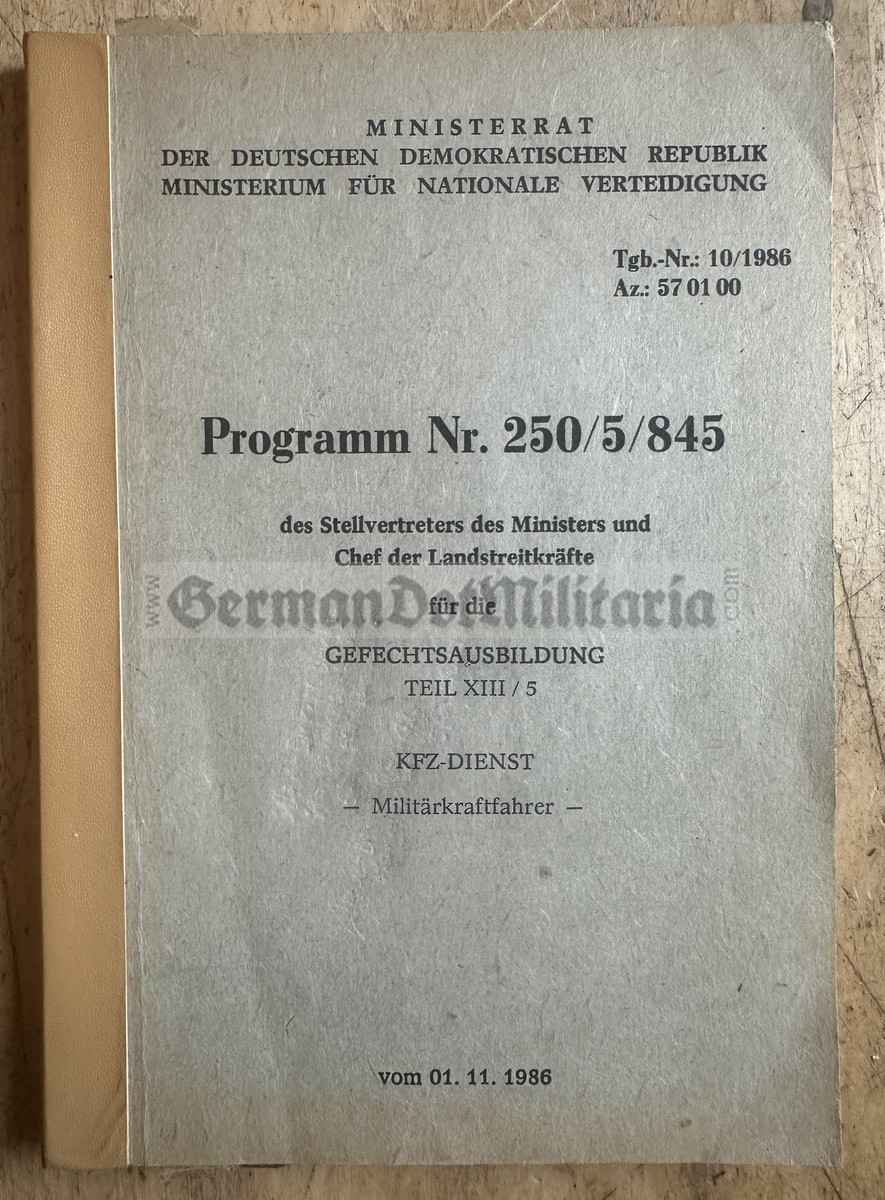 MINISTERRAT
DER DEUTSCHEN DEMOKRATISCHEN REPUBLIK
MINISTERIUM FÜR NATIONALE VERTEIDIGUNG
Tgb.-Nr.: 10/1986
Az.: 57 01 00
Programm Nr. 250/5/845
des Stellvertreters des Ministers und
Chef der Landstreitkräfte
www.GermanDotMilitaria.com
für die
GEFECHTSAUSBILDUNG
TEIL XIII / 5
KFZ-DIENST
— Militärkraftfahrer —
vom 01. 11. 1986